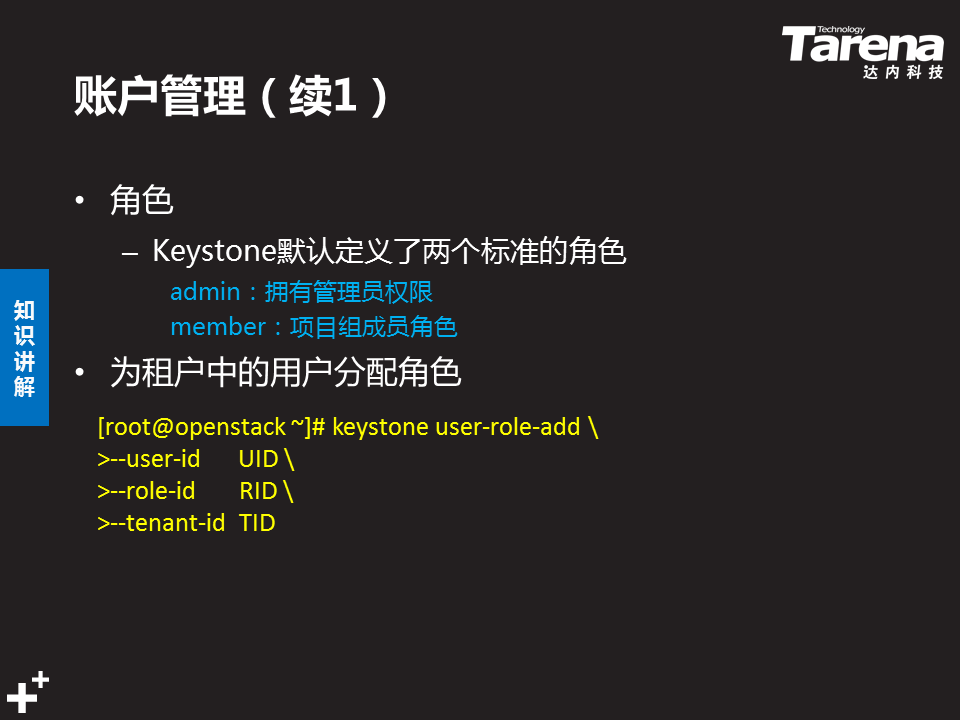 Technology
Tarena
达内科技
账户管理（续1）
• 角色
– Keystone默认定义了两个标准的角色
admin：拥有管理员权限
member：项目组成员角色
知识讲解
• 为租户中的用户分配角色
[root@openstack ~]# keystone user-role-add \
>--user-id UID \
>--role-id RID \
>--tenant-id TID